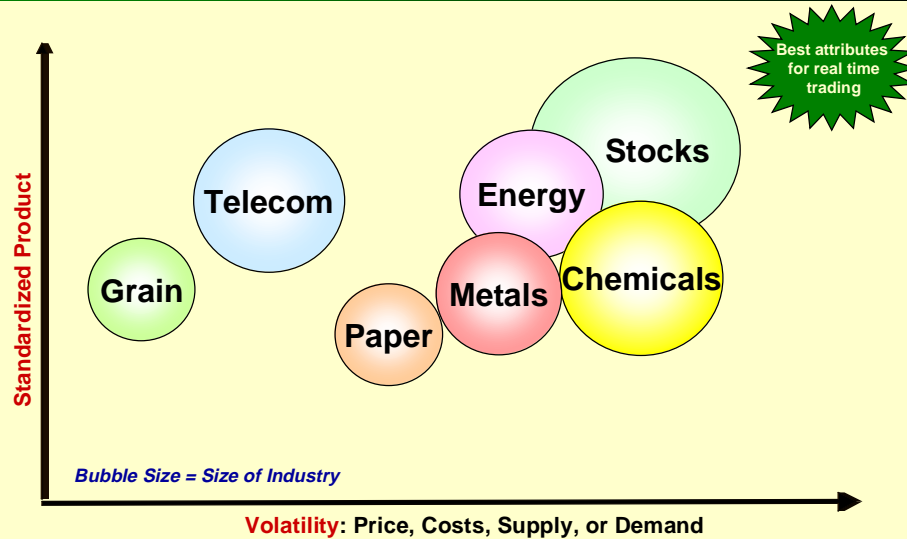 Best attributes
for real time
trading
Stocks
Energy
Telecom
Chemicals
Metals
Grain
Paper
Standardized Product
Bubble Size = Size of Industry
Volatility: Price, Costs, Supply, or Demand